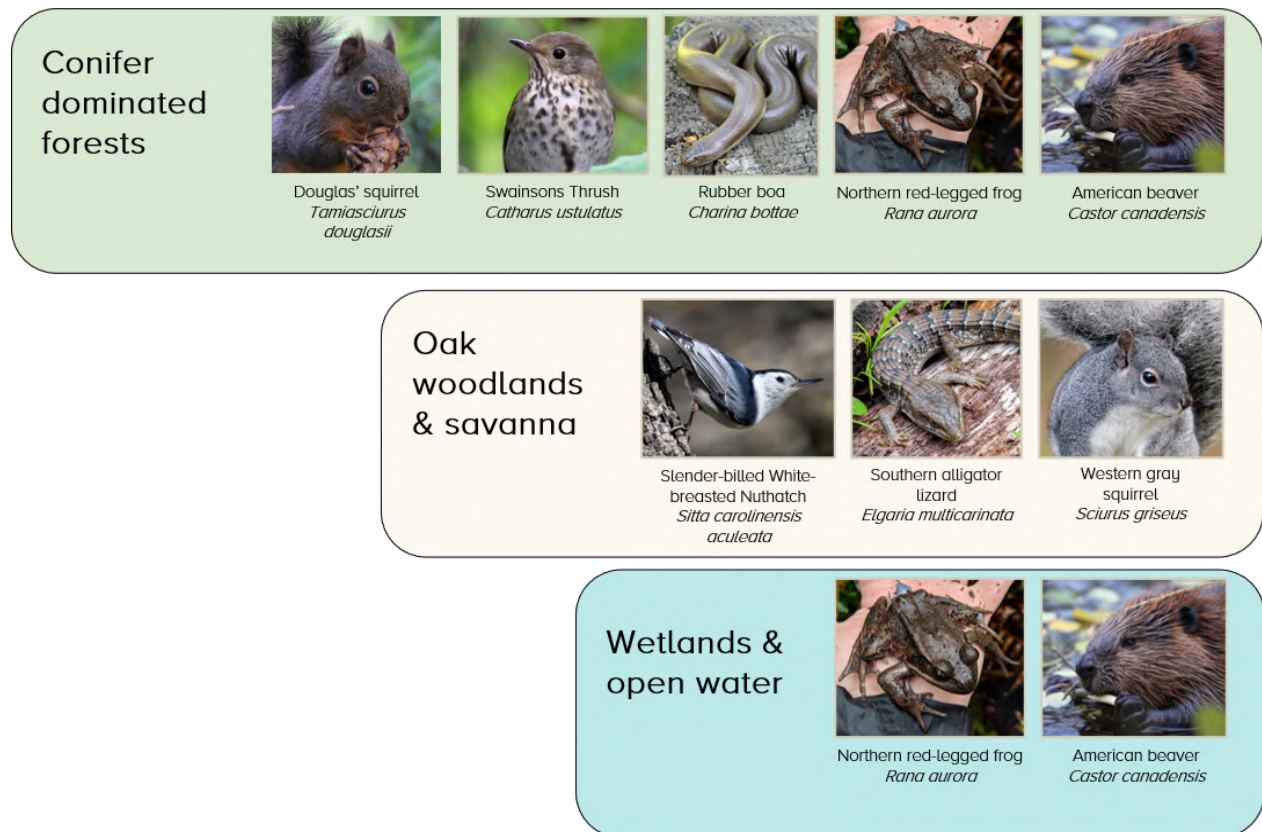 Conifer
dominated
forests
Douglas' squirrel
Tamiasciurus
douglasii
Swainsons Thrush
Catharus ustulatus
Rubber boa
Charina bottae
Northern red-legged frog
Rana aurora
American beaver
Castor canadensis
Oak
woodlands
& savanna
Slender-billed White-
breasted Nuthatch
Sitta carolinensis
aculeata
Southern alligator
lizard
Elgaria multicarinata
Western gray
squirrel
Sciurus griseus
Wetlands &
open water
Northern red-legged frog
Rana aurora
American beaver
Castor canadensis